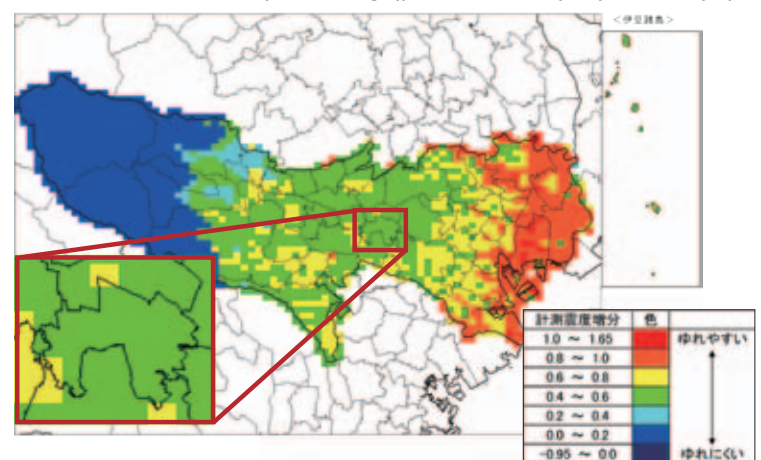 ＜伊豆諸島＞
計測震度増分 色
1.0 ～ 1.65 ゆれやすい
0.8 ～ 1.0
0.6 ～ 0.8
0.4 ～ 0.6
0.2 ～ 0.4
0.0 ～ 0.2
-0.95 ～ 0.0 ゆれにくい